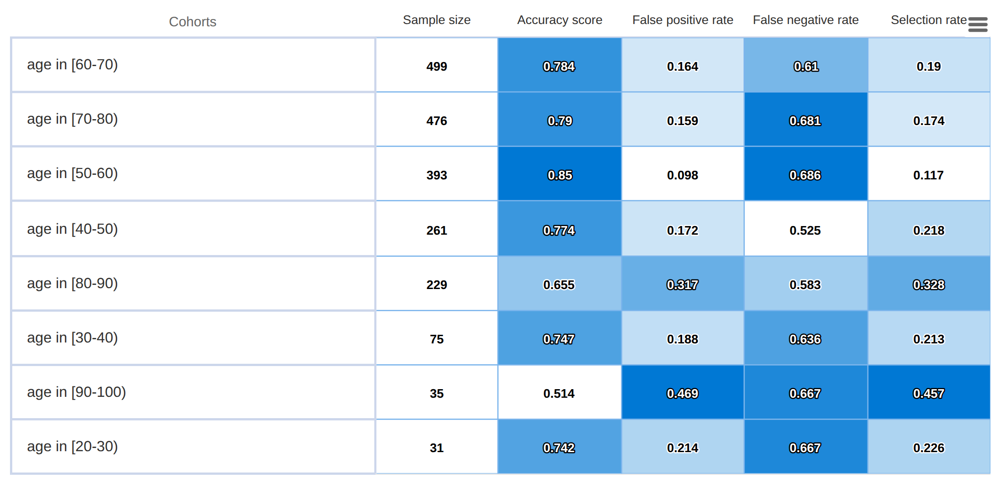 Cohorts Sample size Accuracy score False positive rate False negative rate Selection rate
age in [60-70) 499 0.784 0.164 0.61 0.19
age in [70-80) 476 0.79 0.159 0.681 0.174
age in [50-60) 393 0.85 0.098 0.686 0.117
age in [40-50) 261 0.774 0.172 0.525 0.218
age in [80-90) 229 0.655 0.317 0.583 0.328
age in [30-40) 75 0.747 0.188 0.636 0.213
age in [90-100) 35 0.514 0.469 0.667 0.457
age in [20-30) 31 0.742 0.214 0.667 0.226